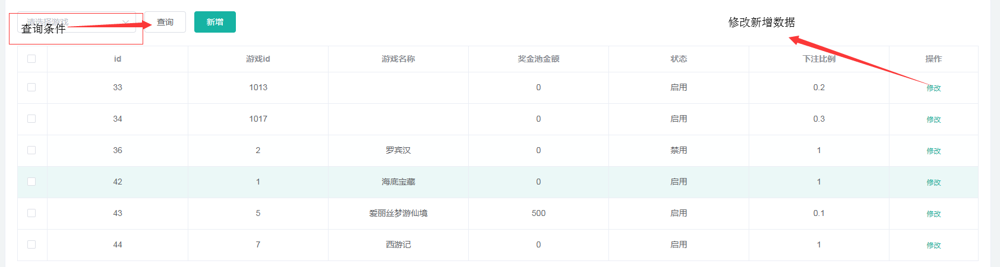 请选择游戏 查询 新增
查询条件
修改新增数据
id 游戏id 游戏名称 奖金池金额 状态 下注比例 操作
33 1013 0 启用 0.2 修改
34 1017 0 启用 0.3 修改
36 2 罗宾汉 0 禁用 1 修改
42 1 海底宝藏 0 启用 1 修改
43 5 爱丽丝梦游仙境 500 启用 0.1 修改
44 7 西游记 0 启用 1 修改